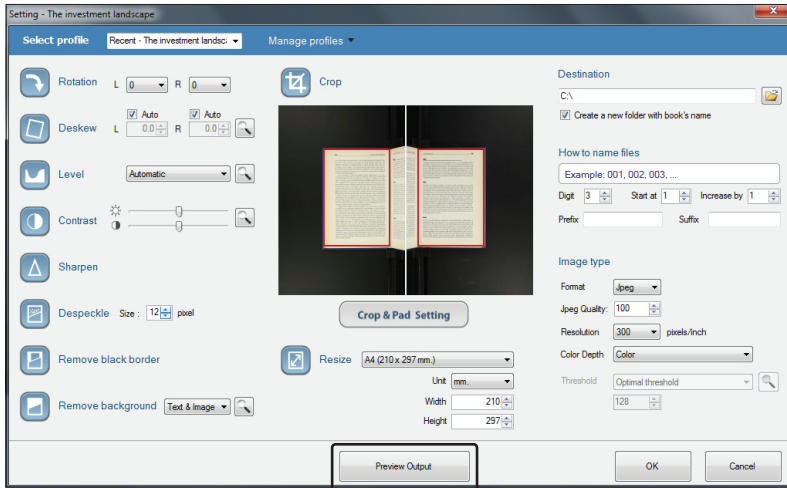 Setting - The investment landscape
Select profile Recent - The investment landsc: Manage profiles
Rotation L 0 R 0
Auto Auto
Deskew L 0.0 R 0.0
Level Automatic
Contrast
Sharpen
Despeckle Size : 12 pixel
Remove black border
Remove background Text & Image
Crop
Crop & Pad Setting
Resize A4 (210 x 297 mm.)
Unit mm.
Width 210
Height 297
Destination
C:\
Create a new folder with book's name
How to name files
Example: 001, 002, 003, ...
Digit 3 Start at 1 Increase by 1
Prefix Suffix
Image type
Format Jpeg
Jpeg Quality: 100
Resolution 300 pixels/inch
Color Depth Color
Threshold Optimal threshold
128
Preview Output OK Cancel